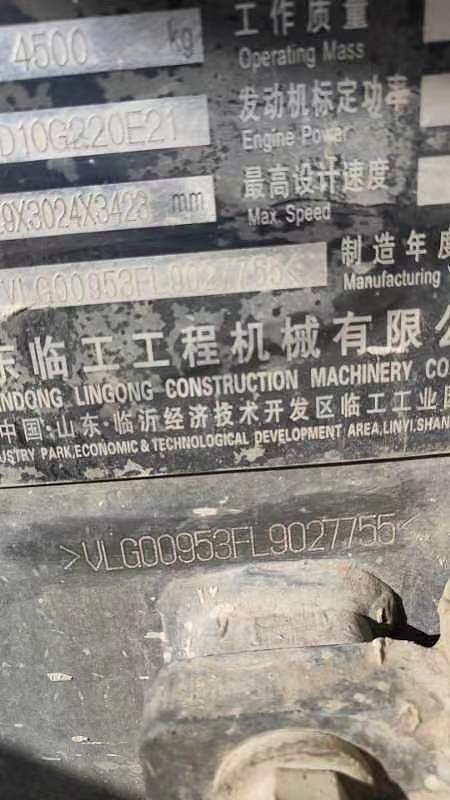 4500 kg 工作质量
Operating Mass
D10G220E21 发动机标定功率
Engine Power
9X3024X3423 mm 最高设计速度
Max. Speed
VLG00953FL9027755< 制造年度
Manufacturing
东临工工程机械有限公
NDONG LINGONG CONSTRUCTION MACHINERY CO
中国·山东·临沂经济技术开发区临工工业园
USTRY PARK,ECONOMIC & TECHNOLOGICAL DEVELOPMENT AREA,LINYI.SHAN
>VLG00953FL9027755<